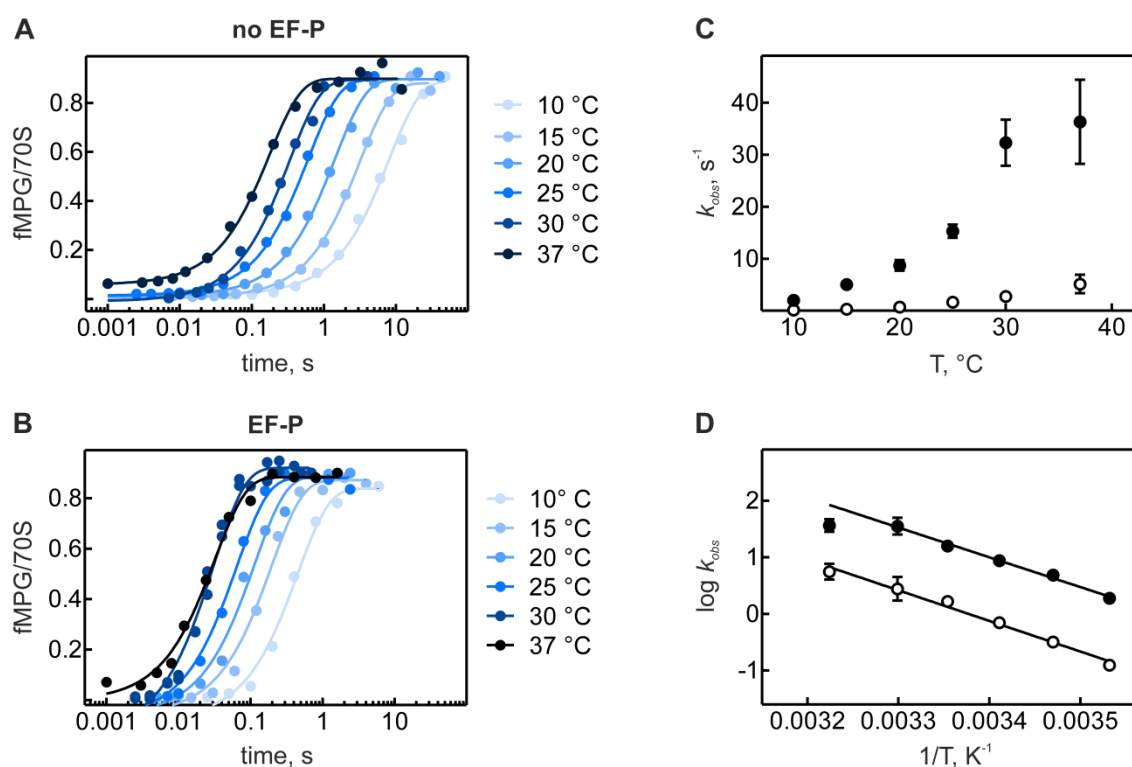 A
no EF-P
fMPG/70S
0.8
0.6
0.4
0.2
0.001 0.01 0.1 1 10
time, s
10 °C
15 °C
20 °C
25 °C
30 °C
37 °C
B
EF-P
fMPG/70S
0.8
0.6
0.4
0.2
0.001 0.01 0.1 1 10
time, s
10° C
15 °C
20 °C
25 °C
30 °C
37 °C
C
k_obs, s⁻¹
40
30
20
10
10 20 30 40
T, °C
D
log k_obs
2
1
0
-1
0.0032 0.0033 0.0034 0.0035
1/T, K⁻¹